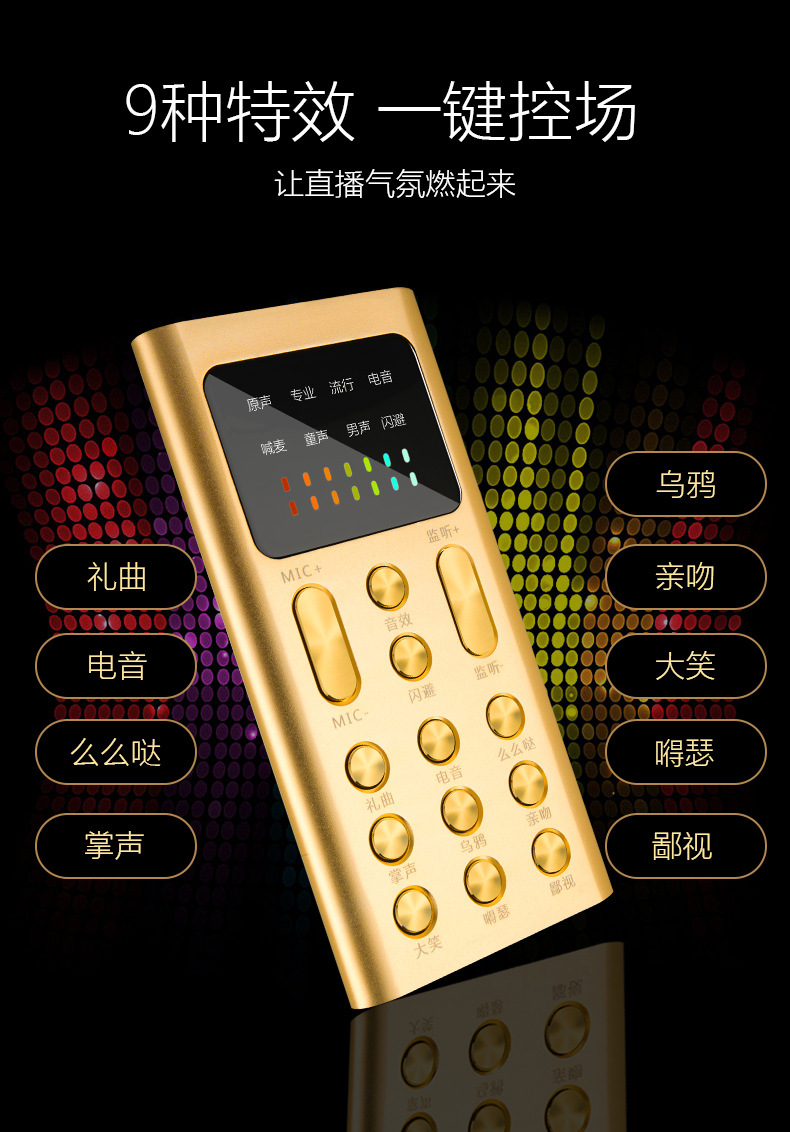 9种特效 一键控场
让直播气氛燃起来
原声 专业 流行 电音
喊麦 童声 男声 闪避
MIC+
监听+
音效
闪避
MIC-
监听-
礼曲
电音
么么哒
掌声
乌鸦
亲吻
大笑
嘚瑟
鄙视
礼曲
电音
么么哒
掌声
乌鸦
亲吻
大笑
嘚瑟
鄙视